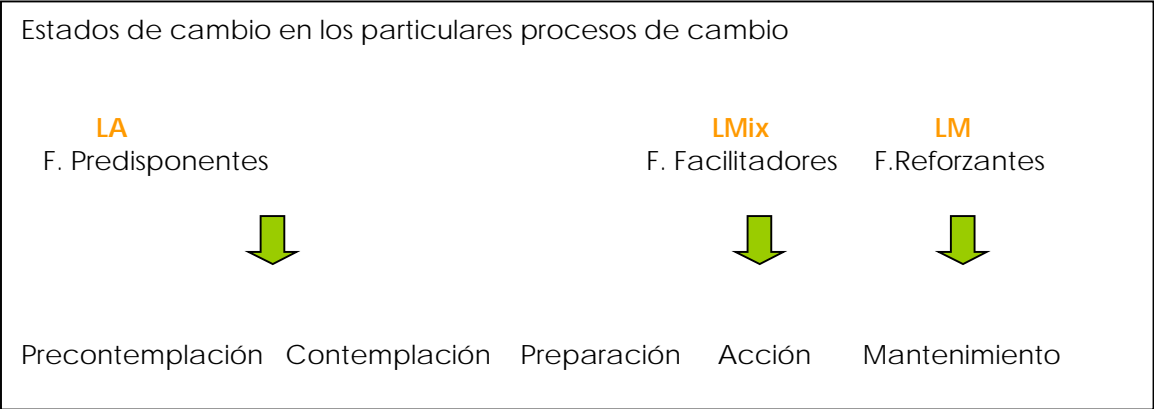 Estados de cambio en los particulares procesos de cambio
LA LMix LM
F. Predisponentes F. Facilitadores F.Reforzantes
Precontemplación Contemplación Preparación Acción Mantenimiento